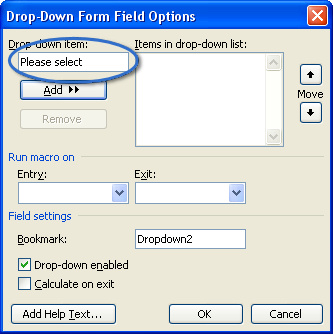 Drop-Down Form Field Options
Drop-down item:
Items in drop-down list:
Please select
Add
Move
Remove
Run macro on
Entry:
Exit:
Field settings
Bookmark:
Dropdown2
Drop-down enabled
Calculate on exit
Add Help Text...
OK
Cancel